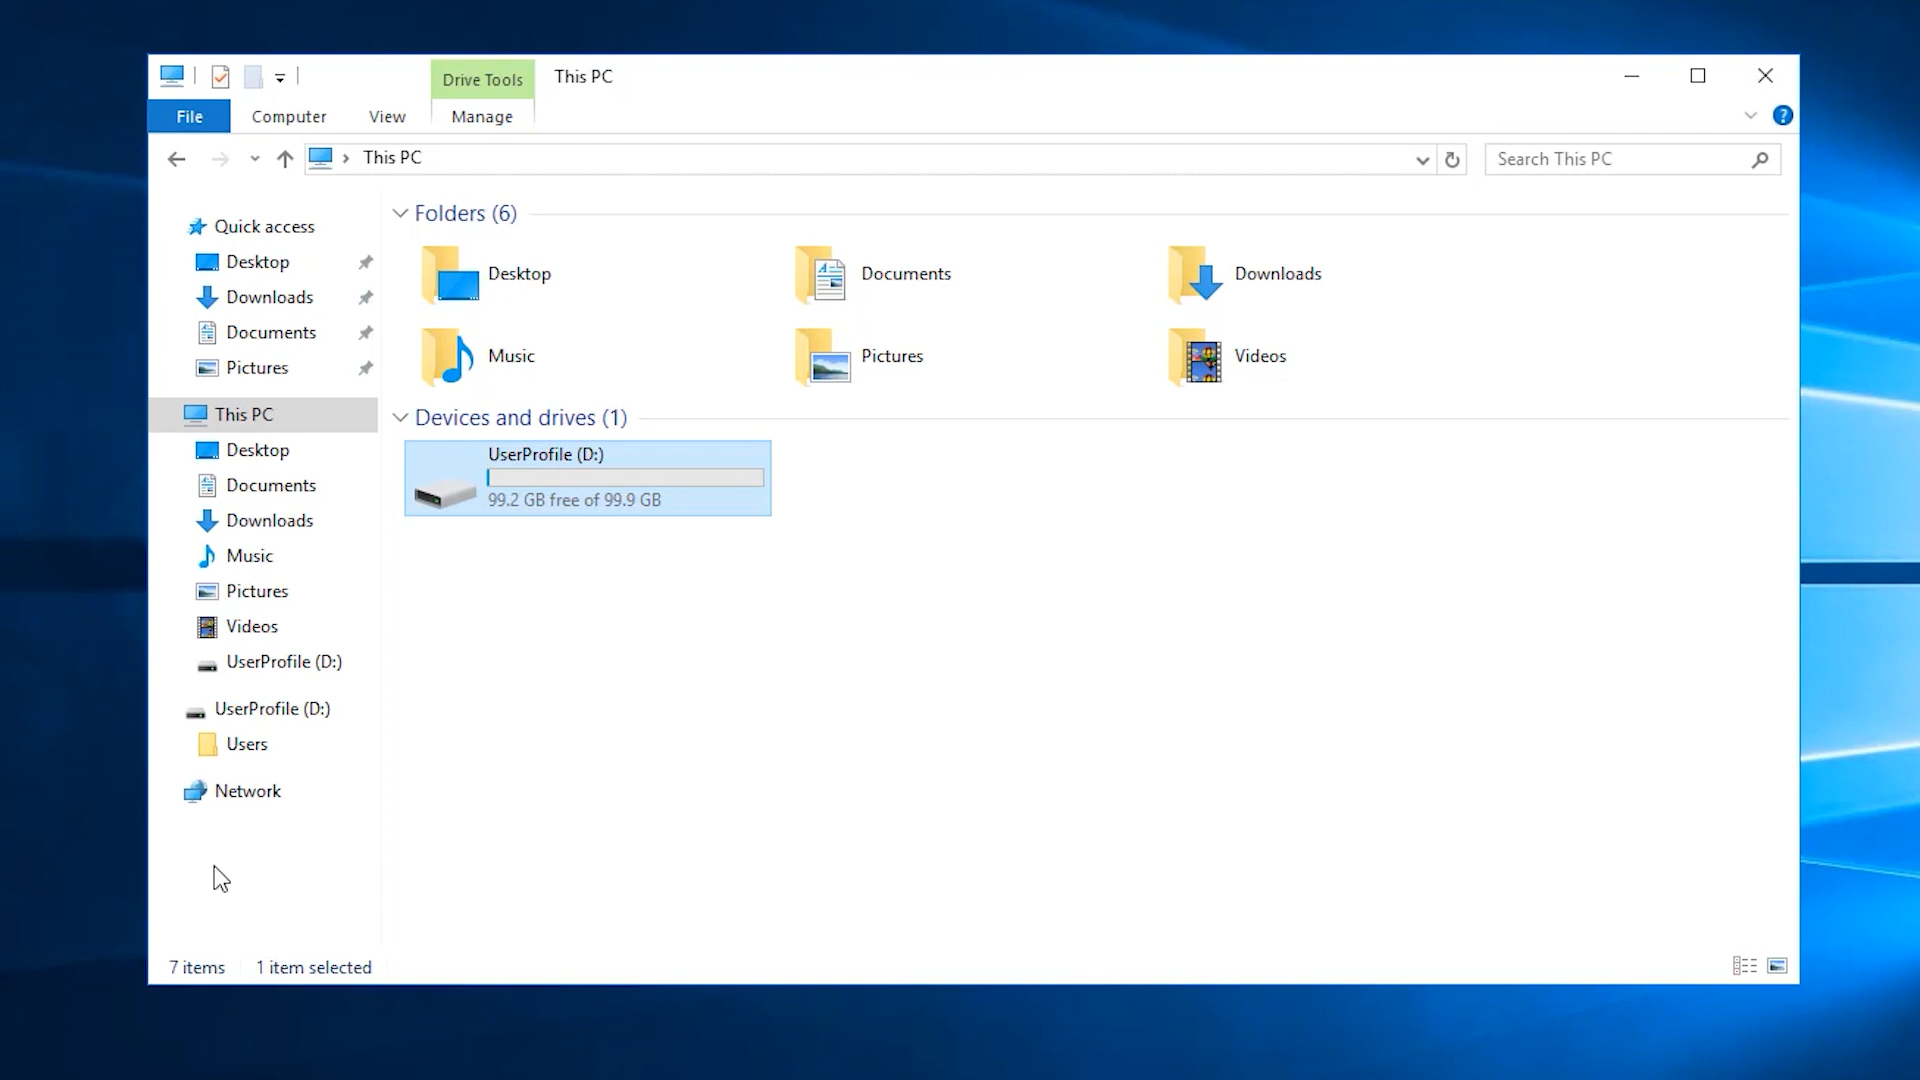 Drive Tools
This PC
File
Computer
View
Manage
?
This PC
Search This PC
Quick access
Desktop
Downloads
Documents
Pictures
This PC
Desktop
Documents
Downloads
Music
Pictures
Videos
UserProfile (D:)
UserProfile (D:)
Users
Network
Folders (6)
Desktop
Documents
Downloads
Music
Pictures
Videos
Devices and drives (1)
UserProfile (D:)
99.2 GB free of 99.9 GB
7 items
1 item selected